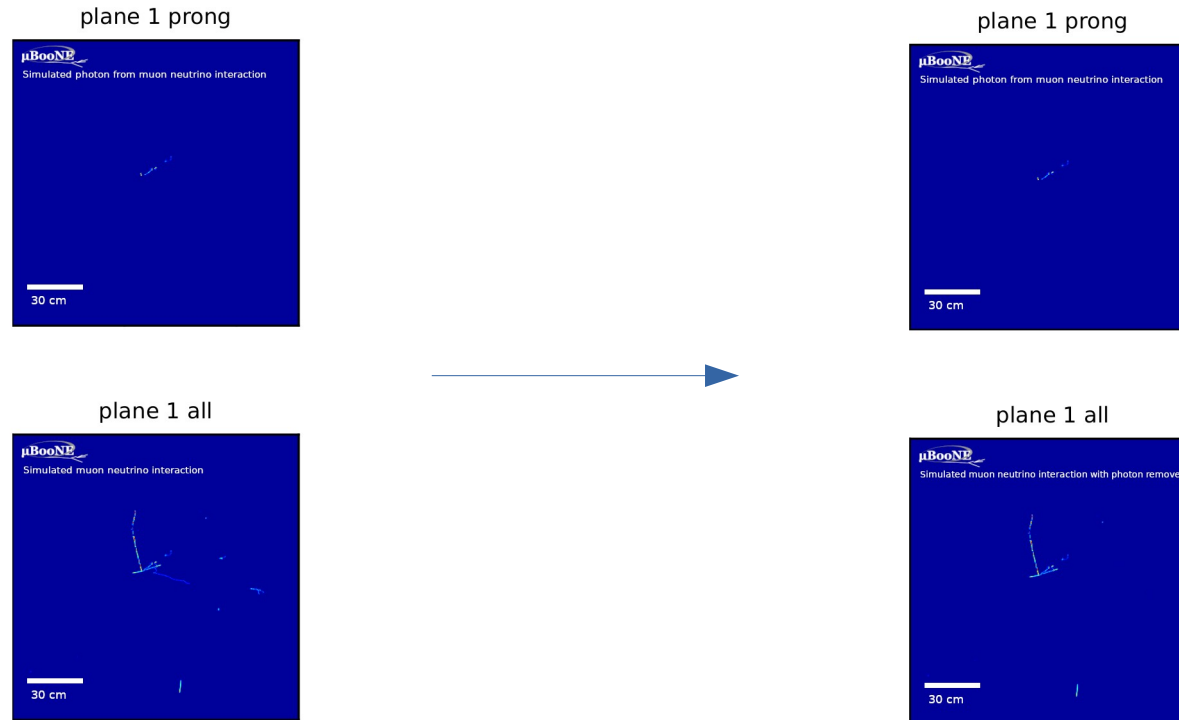 plane 1 prong
µBooNE
Simulated photon from muon neutrino interaction
30 cm
plane 1 prong
µBooNE
Simulated photon from muon neutrino interaction
30 cm
plane 1 all
µBooNE
Simulated muon neutrino interaction
30 cm
plane 1 all
µBooNE
Simulated muon neutrino interaction with photon remove
30 cm